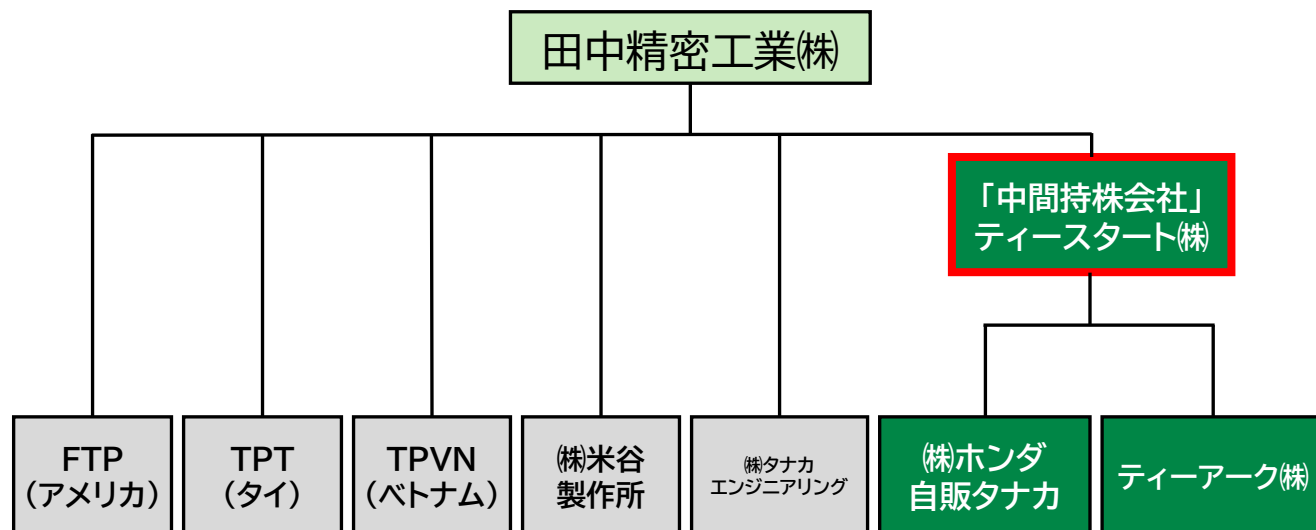 田中精密工業㈱
「中間持株会社」
ティースタート㈱
FTP
（アメリカ）
TPT
（タイ）
TPVN
（ベトナム）
㈱米谷
製作所
㈱タナカ
エンジニアリング
㈱ホンダ
自販タナカ
ティーアーク㈱